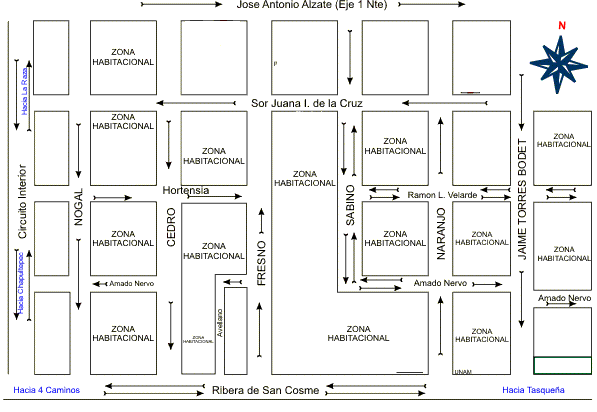 Jose Antonio Alzate (Eje 1 Nte)
N
ZONA
HABITACIONAL
P
Hacia La Raza
Sor Juana I. de la Cruz
ZONA
HABITACIONAL
ZONA
HABITACIONAL
ZONA
HABITACIONAL
ZONA
HABITACIONAL
ZONA
HABITACIONAL
ZONA
HABITACIONAL
Circuito Interior
NOGAL
CEDRO
Hortensia
FRESNO
SABINO
Ramon L. Velarde
NARANJO
JAIME TORRES BODET
ZONA
HABITACIONAL
ZONA
HABITACIONAL
ZONA
HABITACIONAL
ZONA
HABITACIONAL
ZONA
HABITACIONAL
Hacia Chapultepec
Amado Nervo
Amado Nervo
Amado Nervo
Avellano
ZONA
HABITACIONAL
ZONA
HABITACIONAL
ZONA
HABITACIONAL
ZONA
HABITACIONAL
UNAM
Hacia 4 Caminos
Ribera de San Cosme
Hacia Tasqueña